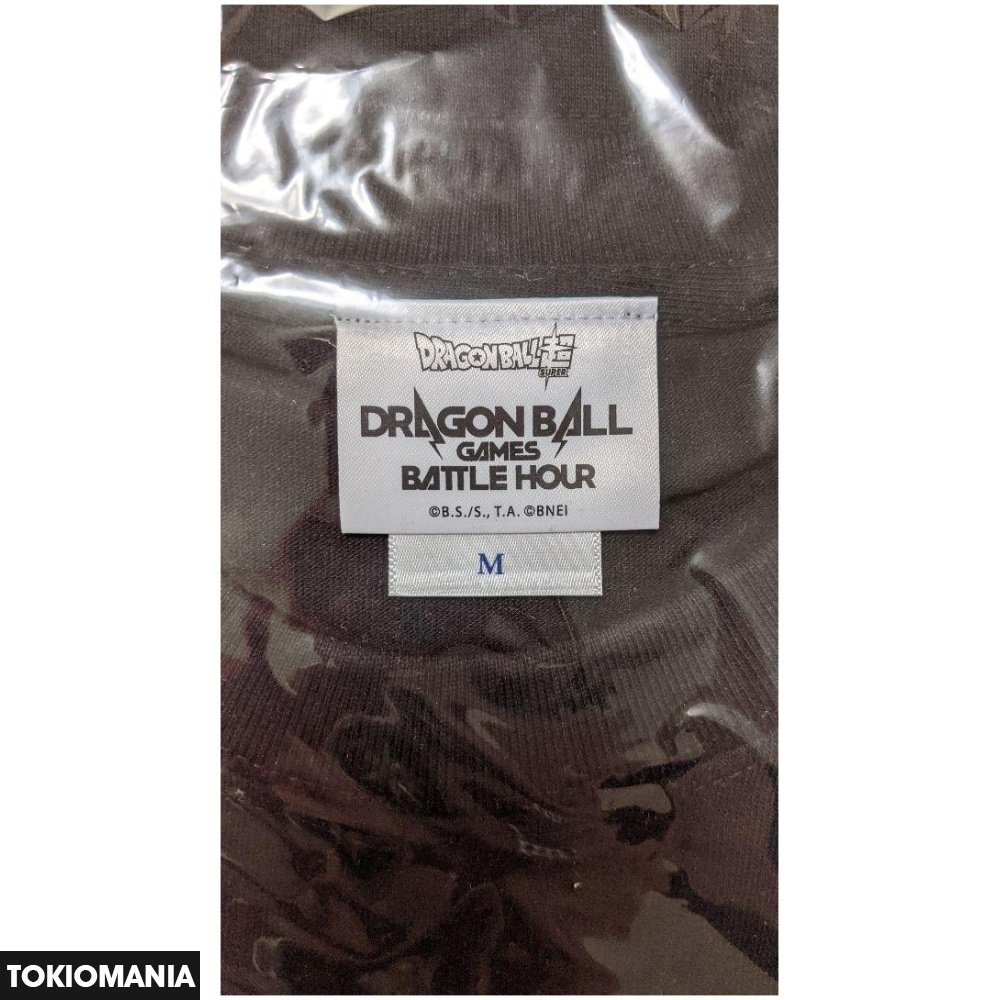 DRAGONBALL超
SUPER
DRAGON BALL
GAMES
BATTLE HOUR
©B.S./S., T.A. ©BNEI
M
TOKIOMANIA